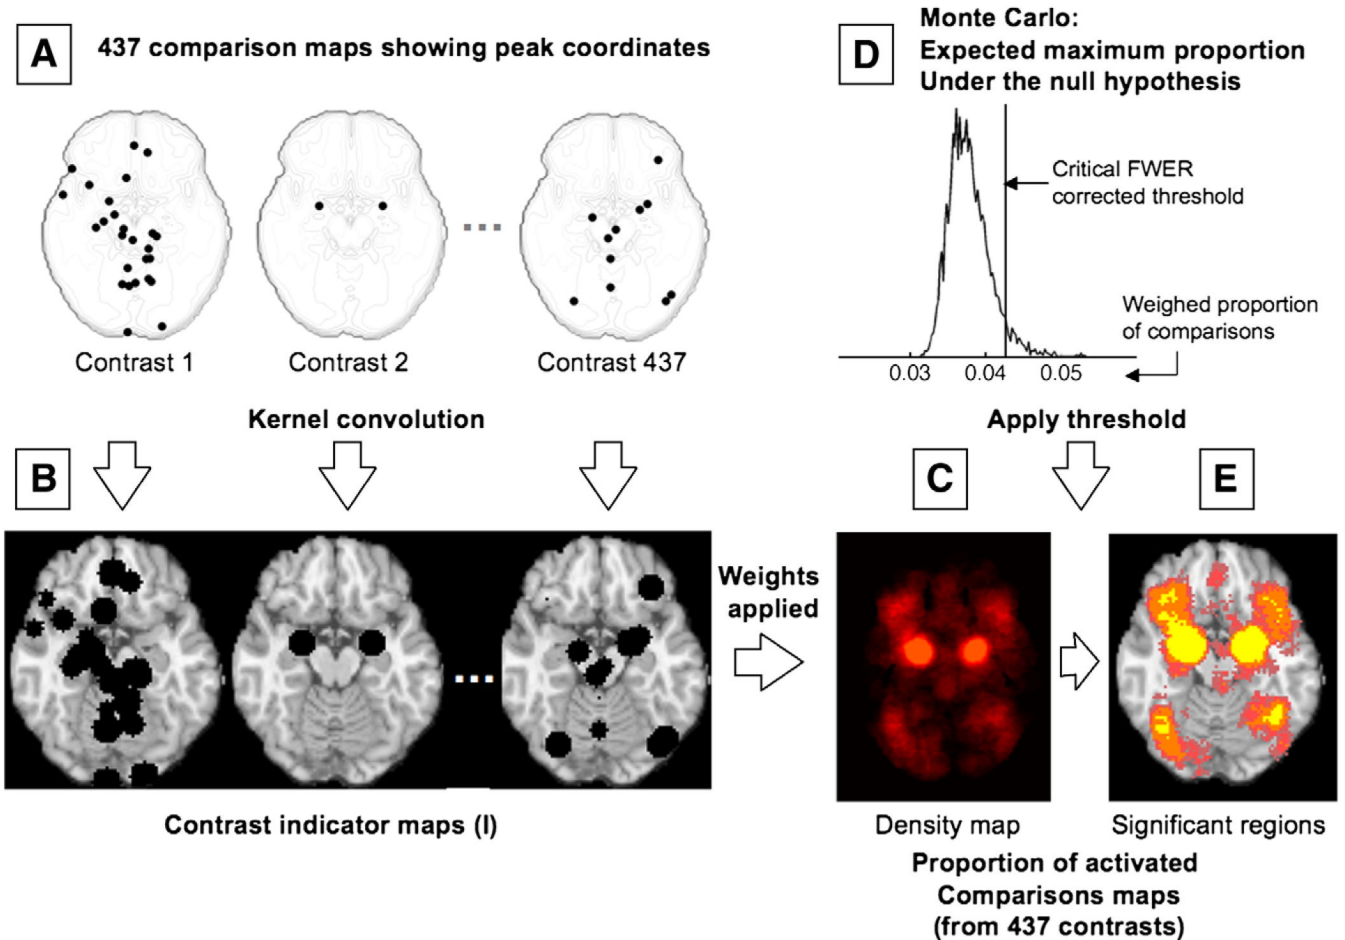 A
437 comparison maps showing peak coordinates
Contrast 1
Contrast 2
...
Contrast 437
Kernel convolution
B
...
Contrast indicator maps (I)
Weights
applied
D
Monte Carlo:
Expected maximum proportion
Under the null hypothesis
Critical FWER
corrected threshold
Weighed proportion
of comparisons
0.03 0.04 0.05
Apply threshold
C
E
Density map
Significant regions
Proportion of activated
Comparisons maps
(from 437 contrasts)